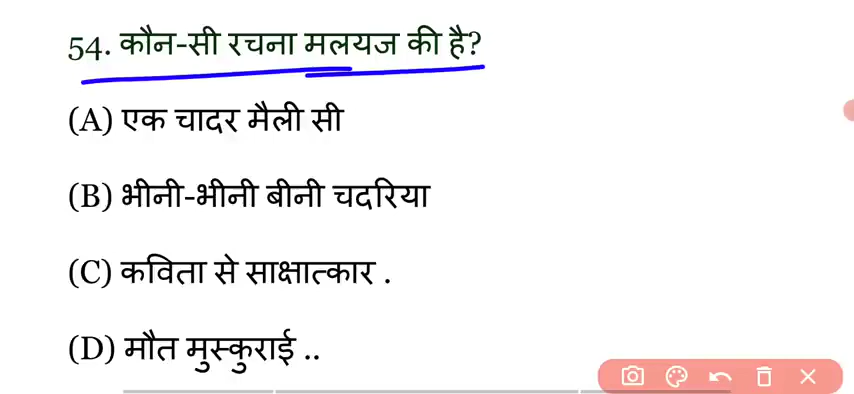 54. कौन-सी रचना मलयज की है?
(A) एक चादर मैली सी
(B) भीनी-भीनी बीनी चदरिया
(C) कविता से साक्षात्कार .
(D) मौत मुस्कुराई ..